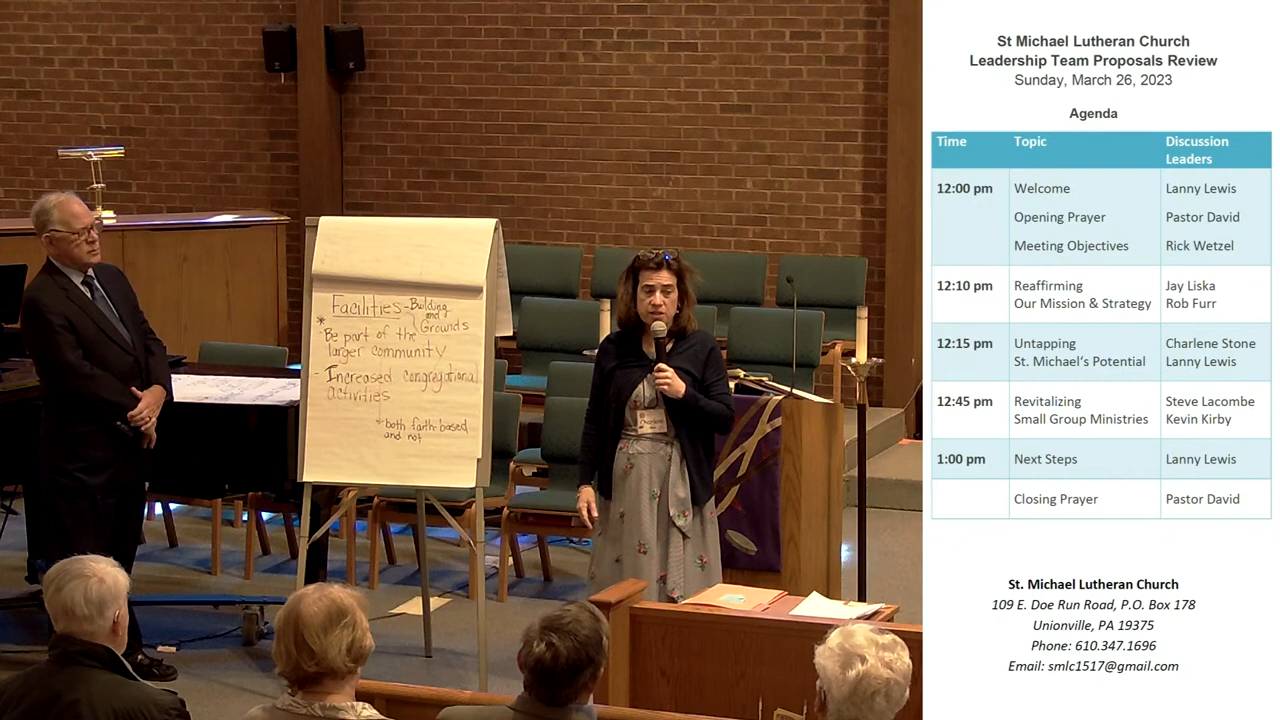 Facilities - Building
and
Grounds
* Be part of the
larger community
- Increased congregational
activities
both faith-based
and not
Charlene
St Michael Lutheran Church
Leadership Team Proposals Review
Sunday, March 26, 2023
Agenda
Time Topic Discussion
Leaders
12:00 pm Welcome Lanny Lewis
Opening Prayer Pastor David
Meeting Objectives Rick Wetzel
12:10 pm Reaffirming Jay Liska
Our Mission & Strategy Rob Furr
12:15 pm Untapping Charlene Stone
St. Michael's Potential Lanny Lewis
12:45 pm Revitalizing Steve Lacombe
Small Group Ministries Kevin Kirby
1:00 pm Next Steps Lanny Lewis
Closing Prayer Pastor David
St. Michael Lutheran Church
109 E. Doe Run Road, P.O. Box 178
Unionville, PA 19375
Phone: 610.347.1696
Email: smlc1517@gmail.com